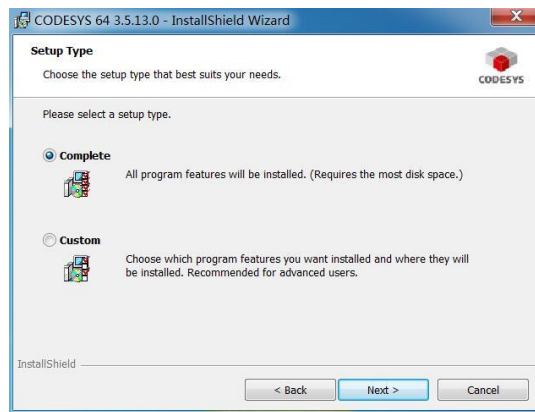 CODESYS 64 3.5.13.0 - InstallShield Wizard
Setup Type
Choose the setup type that best suits your needs.
CODESYS
Please select a setup type.
Complete
All program features will be installed. (Requires the most disk space.)
Custom
Choose which program features you want installed and where they will
be installed. Recommended for advanced users.
InstallShield
< Back
Next >
Cancel